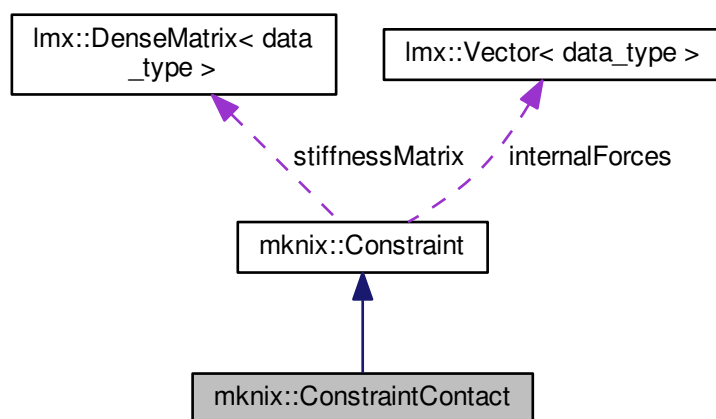 lmx::DenseMatrix< data
_type >
lmx::Vector< data_type >
stiffnessMatrix
internalForces
mknix::Constraint
mknix::ConstraintContact